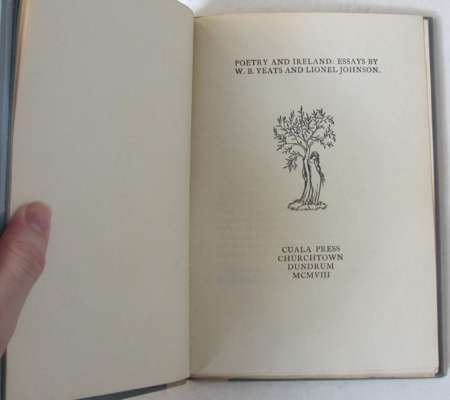 POETRY AND IRELAND: ESSAYS BY
W. B. YEATS AND LIONEL JOHNSON.
CUALA PRESS
CHURCHTOWN
DUNDRUM
MCMVIII